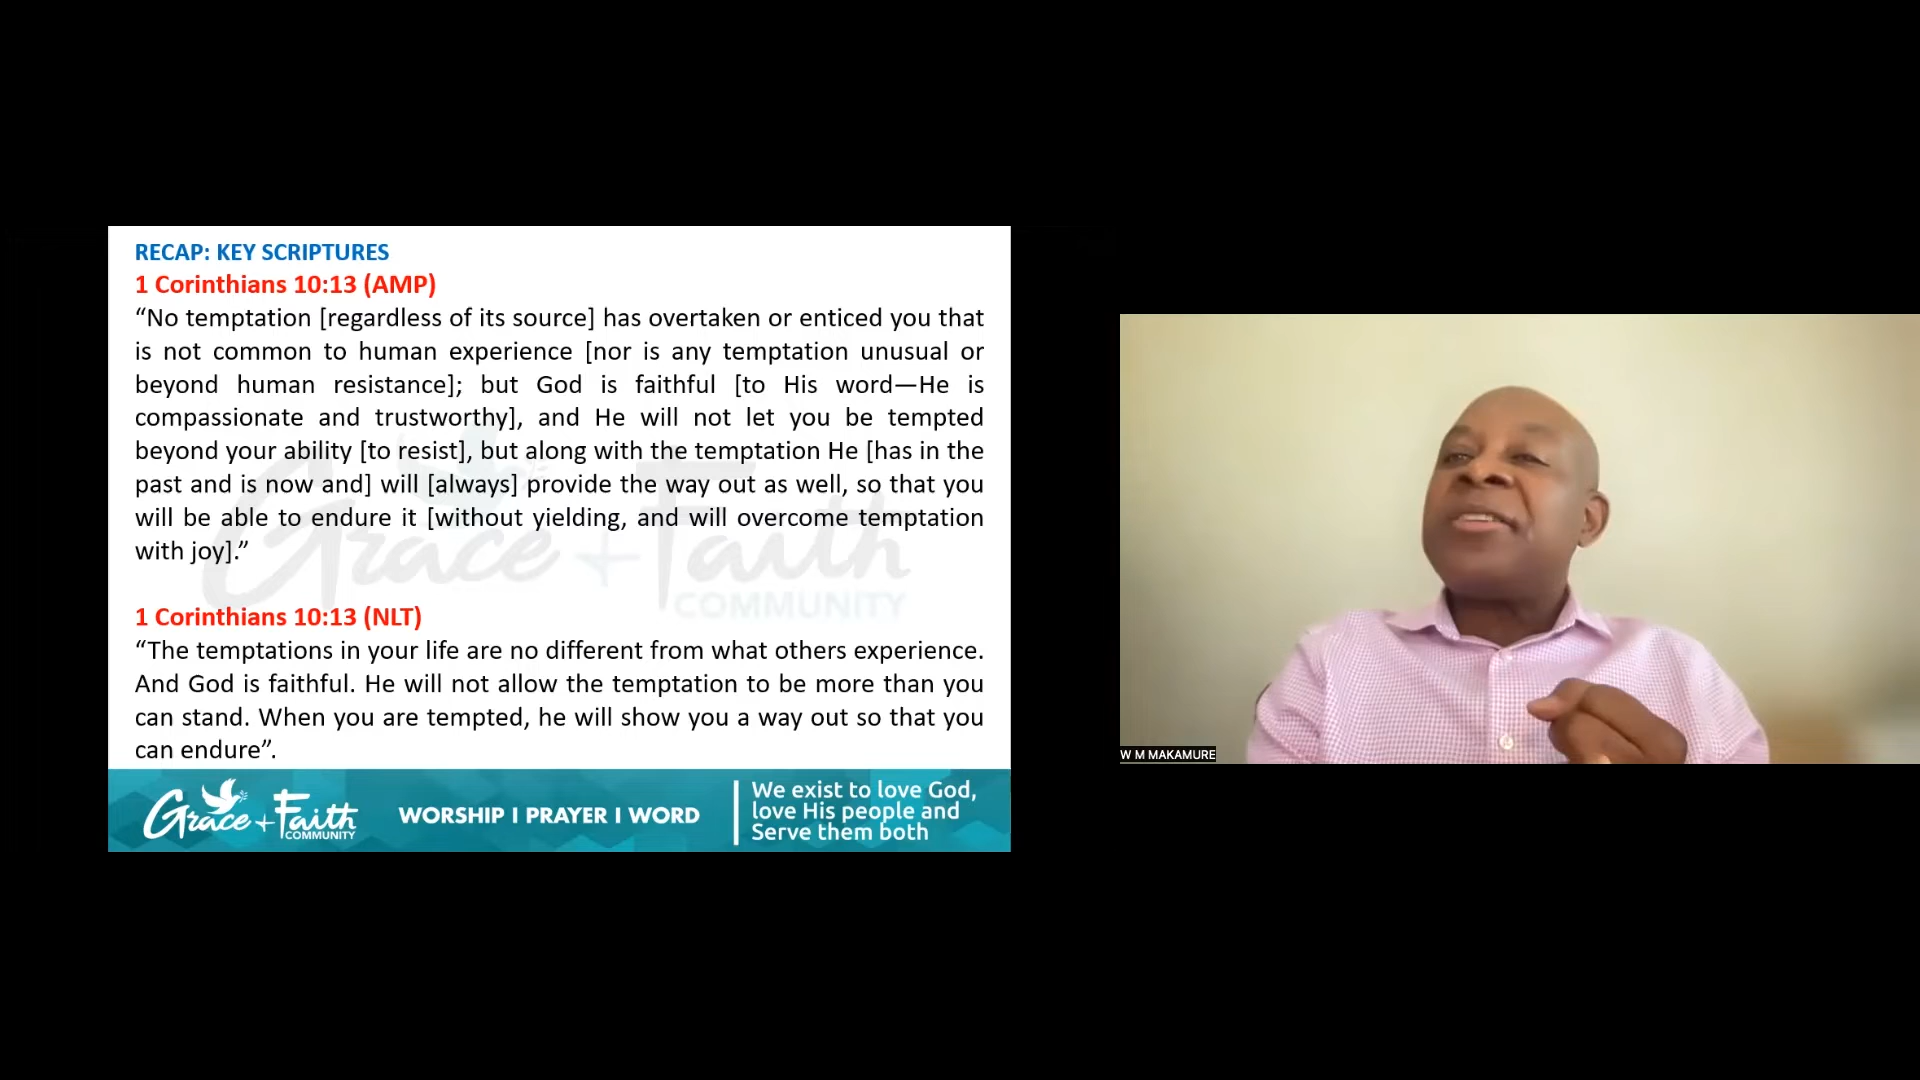 RECAP: KEY SCRIPTURES
1 Corinthians 10:13 (AMP)
“No temptation [regardless of its source] has overtaken or enticed you that
is not common to human experience [nor is any temptation unusual or
beyond human resistance]; but God is faithful [to His word—He is
compassionate and trustworthy], and He will not let you be tempted
beyond your ability [to resist], but along with the temptation He [has in the
past and is now and] will [always] provide the way out as well, so that you
will be able to endure it [without yielding, and will overcome temptation
with joy].”
Grace + Faith
COMMUNITY
1 Corinthians 10:13 (NLT)
“The temptations in your life are no different from what others experience.
And God is faithful. He will not allow the temptation to be more than you
can stand. When you are tempted, he will show you a way out so that you
can endure”.
Grace + Faith
COMMUNITY
WORSHIP I PRAYER I WORD
We exist to love God,
love His people and
Serve them both
W M MAKAMURE